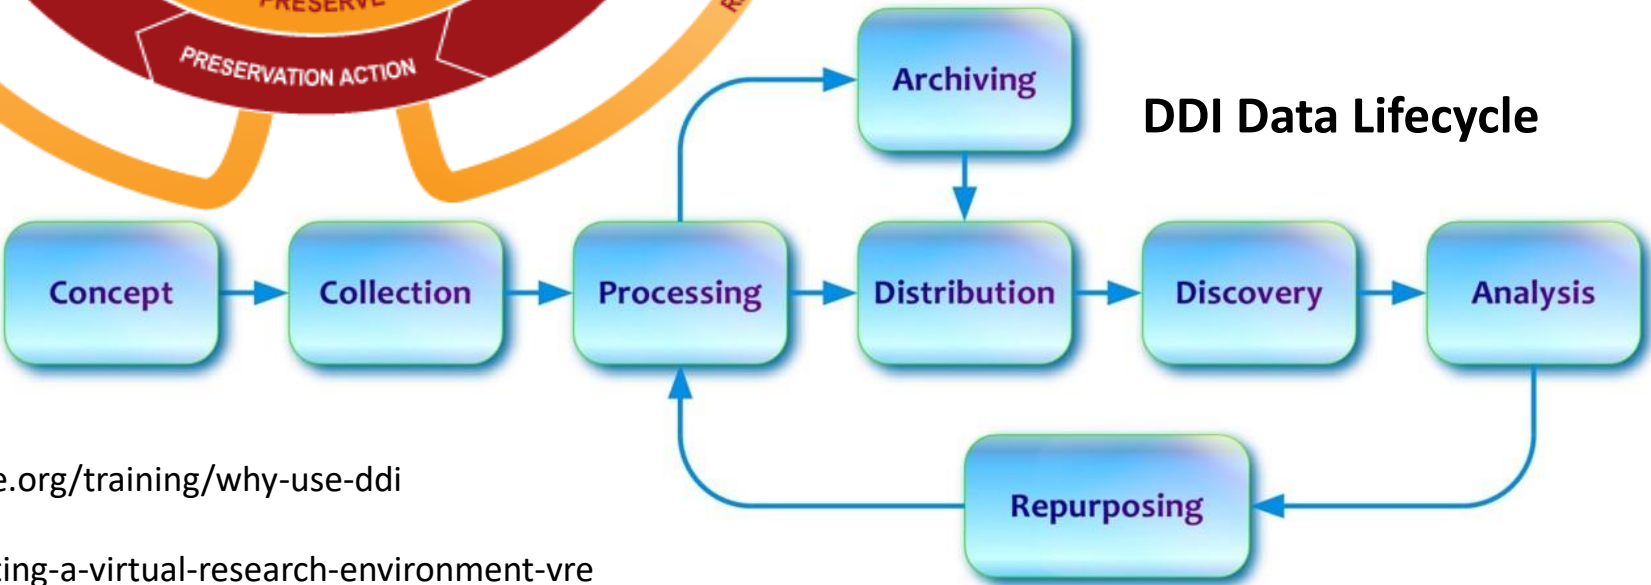 PRESERVE
PRESERVATION ACTION
Archiving
DDI Data Lifecycle
Concept
Collection
Processing
Distribution
Discovery
Analysis
Repurposing
e.org/training/why-use-ddi
ting-a-virtual-research-environment-vre